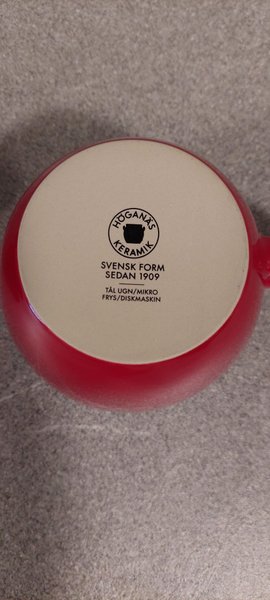 HÖGANÄS
KERAMIK
SVENSK FORM
SEDAN 1909
TÅL UGN/MIKRO
FRYS/DISKMASKIN